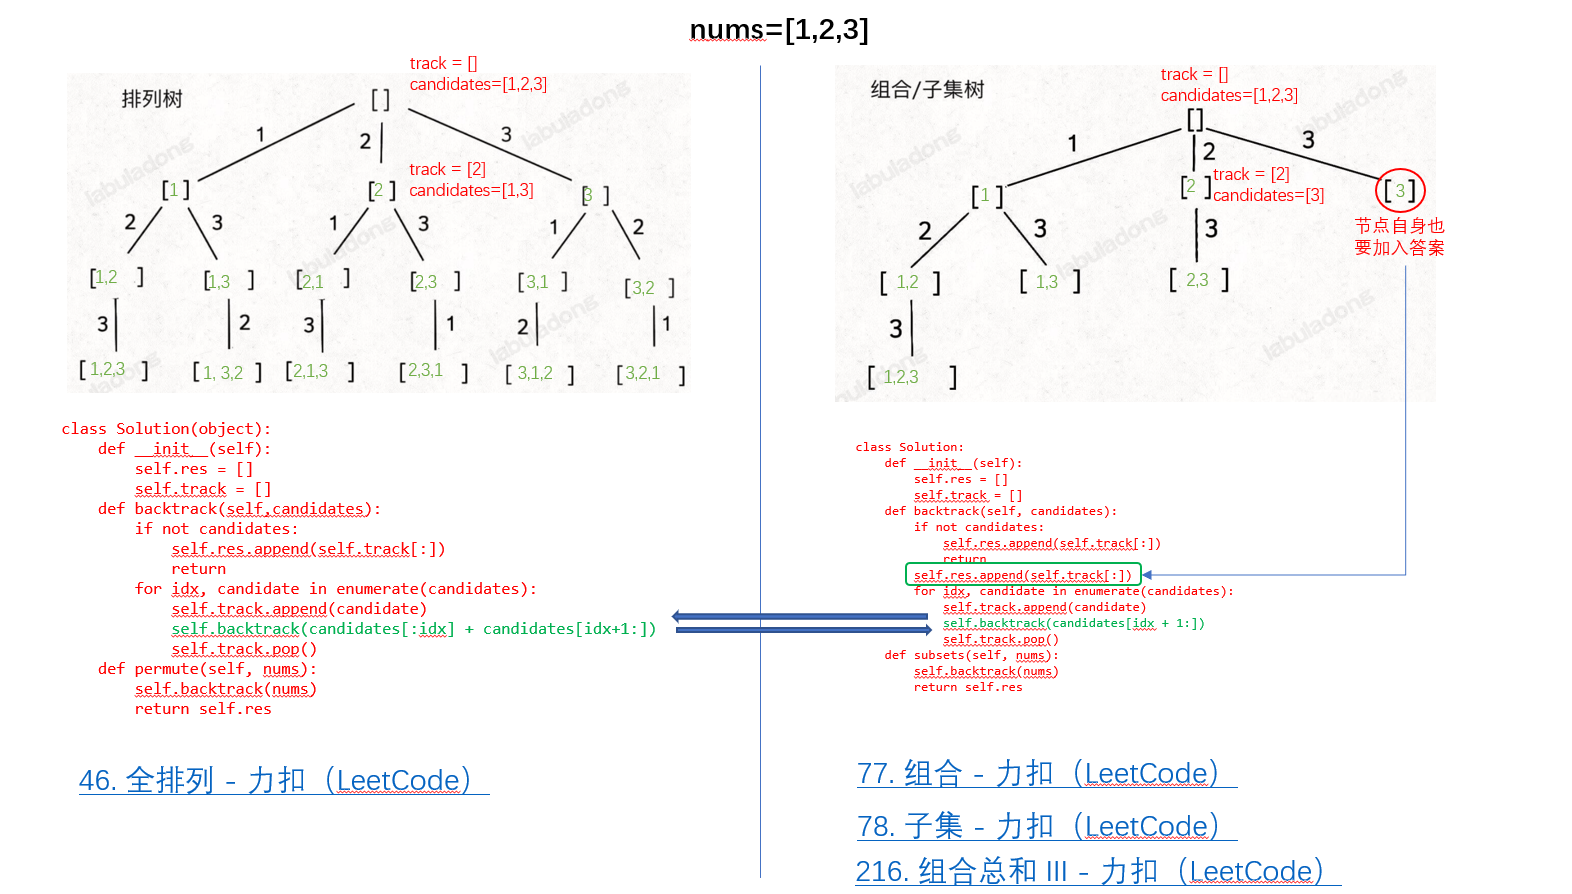 nums=[1,2,3]
排列树
track = []
candidates=[1,2,3]
[ ]
1
2
3
track = [2]
candidates=[1,3]
[1]
[2]
[3 ]
2
3
1
3
1
2
[1,2 ]
[1,3 ]
[2,1 ]
[2,3 ]
[3,1 ]
[3,2 ]
3
2
3
1
2
1
[1,2,3 ]
[1, 3,2 ]
[2,1,3 ]
[2,3,1 ]
[3,1,2 ]
[3,2,1 ]
labuladong
labuladong
labuladong
labuladong
labuladong
class Solution(object):
    def __init__(self):
        self.res = []
        self.track = []
    def backtrack(self,candidates):
        if not candidates:
            self.res.append(self.track[:])
            return
        for idx, candidate in enumerate(candidates):
            self.track.append(candidate)
            self.backtrack(candidates[:idx] + candidates[idx+1:])
            self.track.pop()
    def permute(self, nums):
        self.backtrack(nums)
        return self.res
46. 全排列 - 力扣（LeetCode）
组合/子集树
track = []
candidates=[1,2,3]
[]
1
2
3
track = [2]
candidates=[3]
[1]
[2 ]
[3]
节点自身也
要加入答案
2
3
3
[1,2 ]
[1,3 ]
[2,3 ]
3
[1,2,3 ]
labuladong
labuladong
labuladong
labuladong
labuladong
class Solution:
    def __init__(self):
        self.res = []
        self.track = []
    def backtrack(self, candidates):
        if not candidates:
            self.res.append(self.track[:])
            return
        self.res.append(self.track[:])
        for idx, candidate in enumerate(candidates):
            self.track.append(candidate)
            self.backtrack(candidates[idx + 1:])
            self.track.pop()
    def subsets(self, nums):
        self.backtrack(nums)
        return self.res
77. 组合 - 力扣（LeetCode）
78. 子集 - 力扣（LeetCode）
216. 组合总和 III - 力扣（LeetCode）